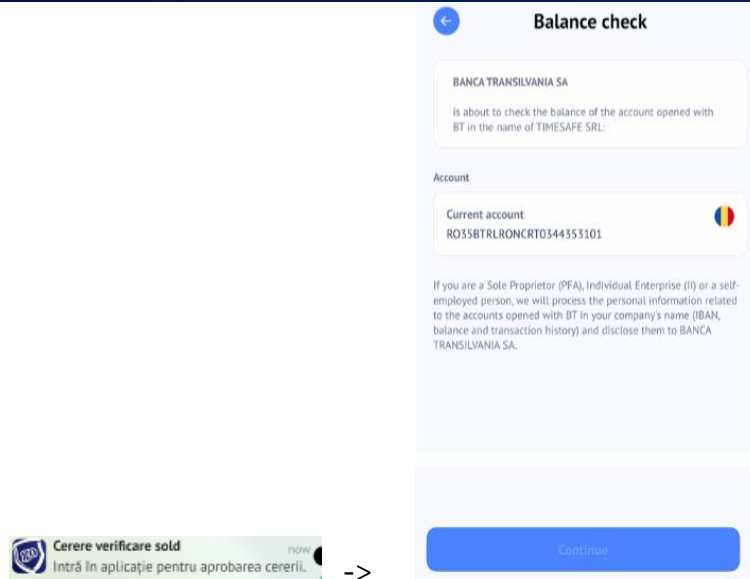 Balance check
BANCA TRANSILVANIA SA
is about to check the balance of the account opened with
BT in the name of TIMESAFE SRL:
Account
Current account
RO35BTRLRONCRT0344353101
If you are a Sole Proprietor (PFA), Individual Enterprise (II) or a self-
employed person, we will process the personal information related
to the accounts opened with BT in your company's name (IBAN,
balance and transaction history) and disclose them to BANCA
TRANSILVANIA SA.
Continue
Cerere verificare sold
now
Intră în aplicație pentru aprobarea cererii.
->